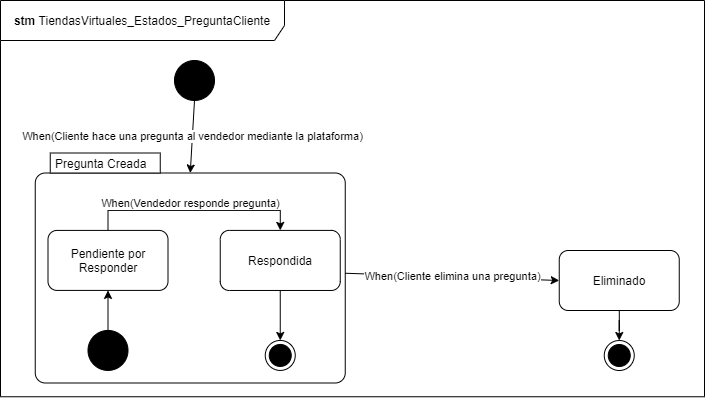 stm TiendasVirtuales_Estados_PreguntaCliente
When(Cliente hace una pregunta al vendedor mediante la plataforma)
Pregunta Creada
When(Vendedor responde pregunta)
Pendiente por
Responder
Respondida
When(Cliente elimina una pregunta)
Eliminado